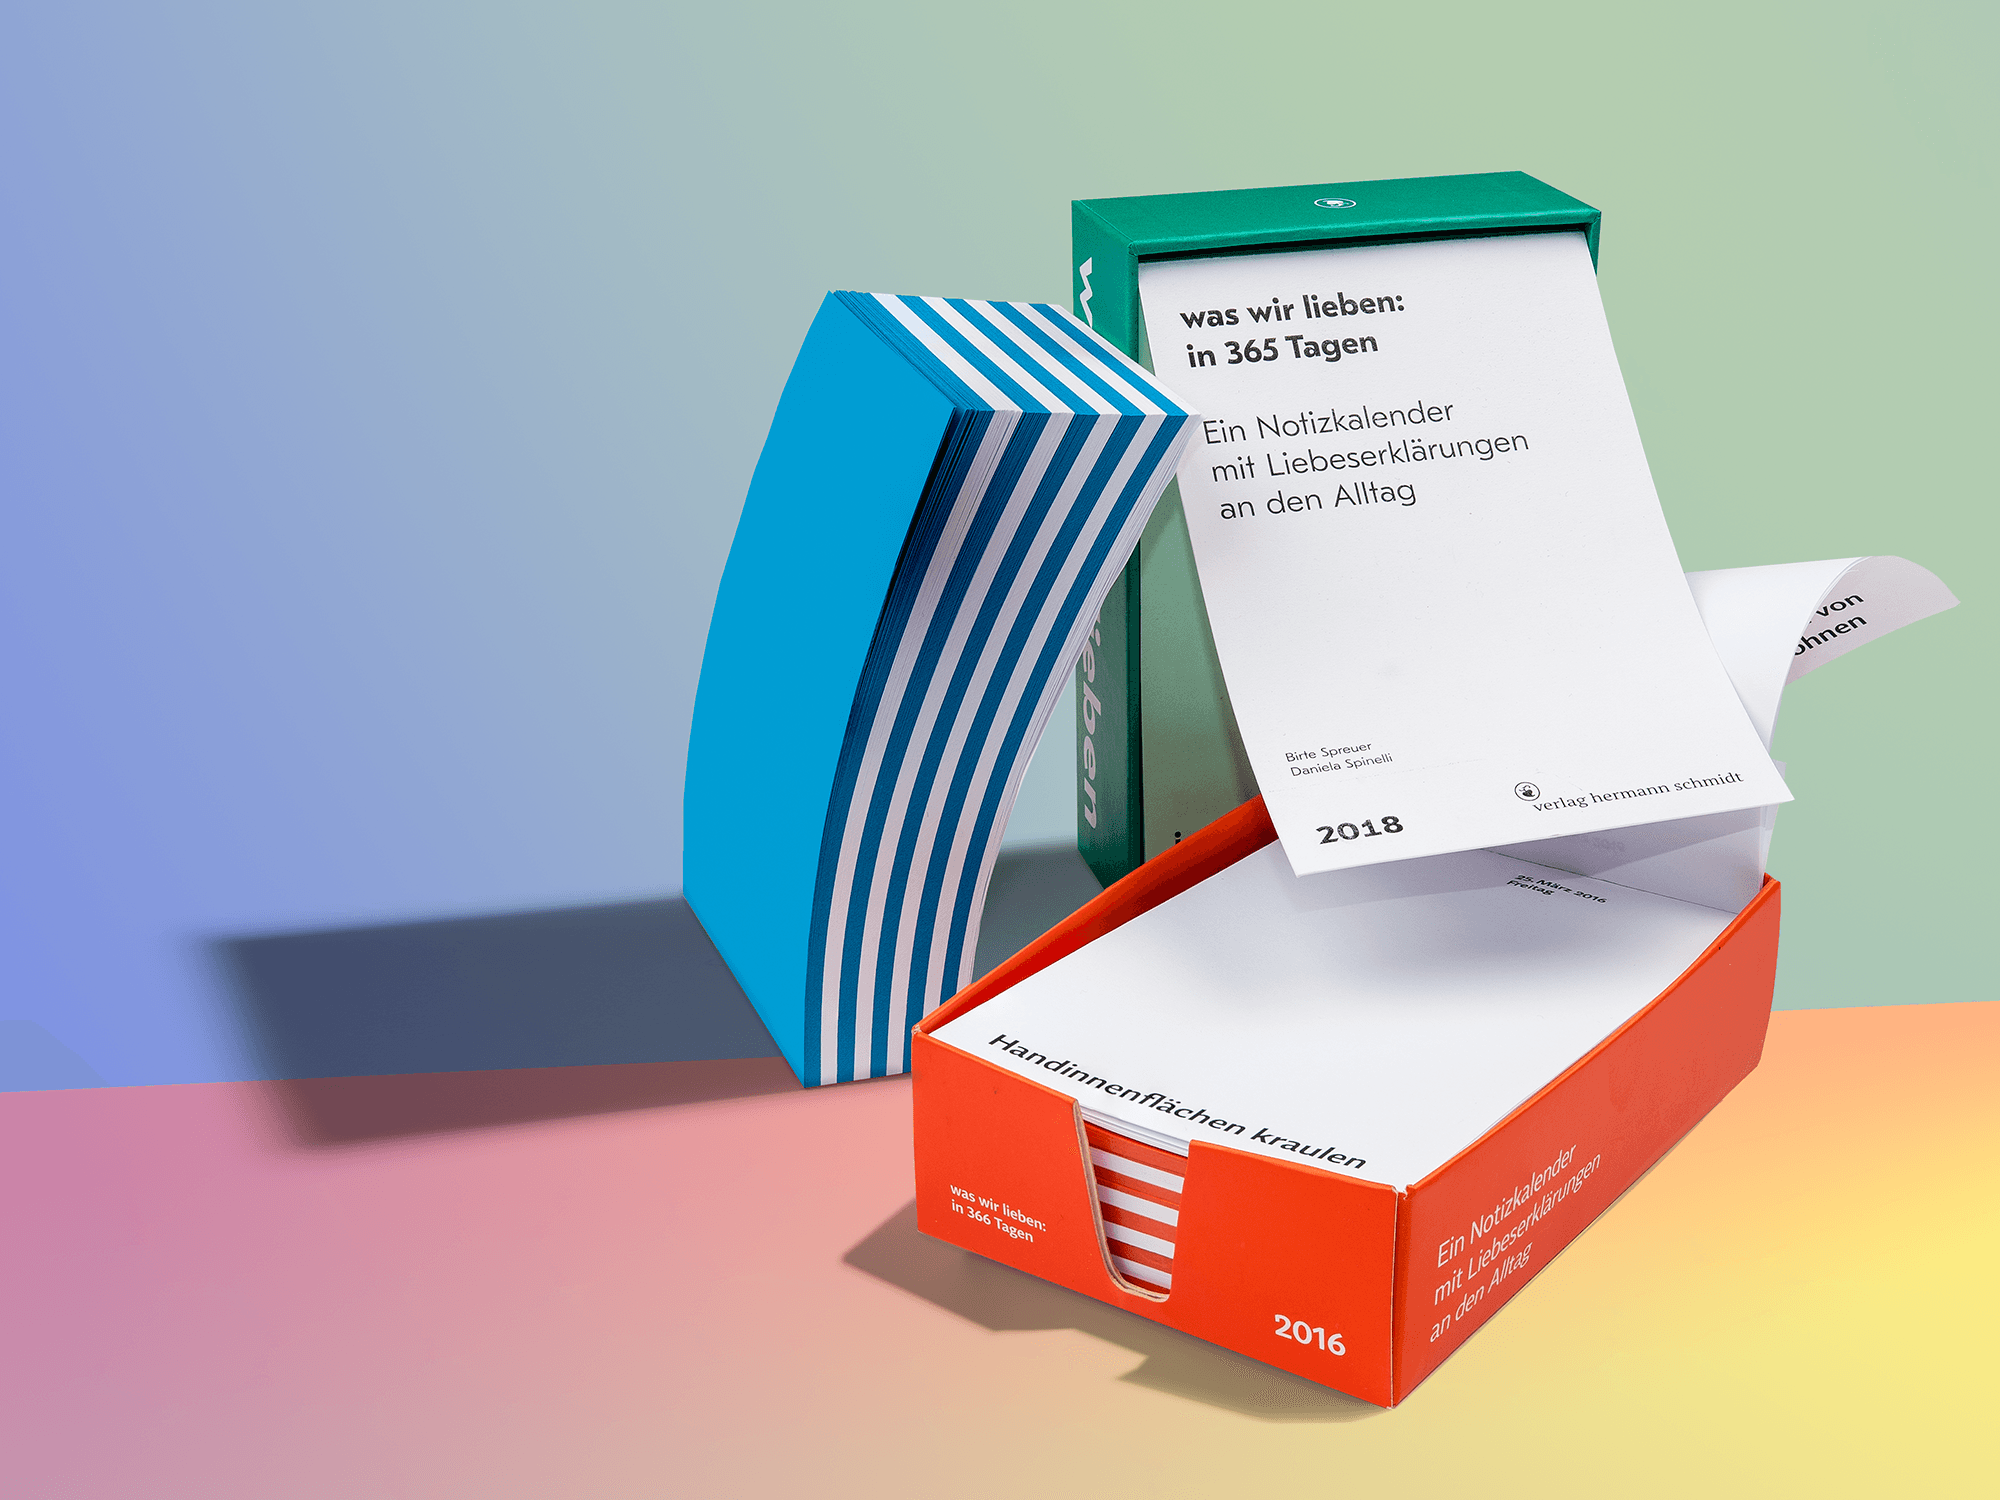 was wir lieben:
in 365 Tagen
Ein Notizkalender
mit Liebeserklärungen
an den Alltag
Birte Spreuer
Daniela Spinelli
2018
verlag hermann schmidt
lieben
von
25. März 2016
Freitag
Handinnenflächen kraulen
was wir lieben:
in 366 Tagen
2016
Ein Notizkalender
mit Liebeserklärungen
an den Alltag